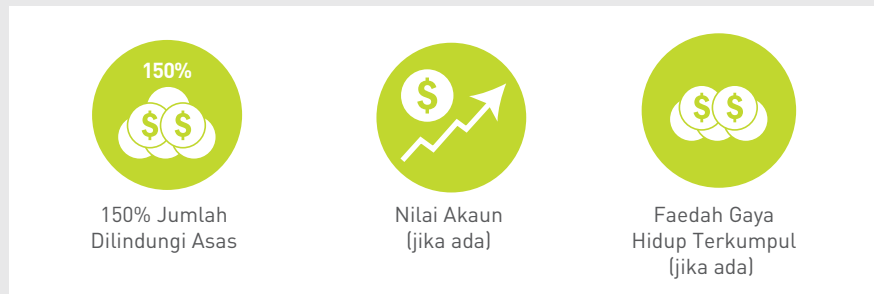 150%
$ $
150% Jumlah
Dilindungi Asas
$
Nilai Akaun
(jika ada)
$ $
Faedah Gaya
Hidup Terkumpul
(jika ada)